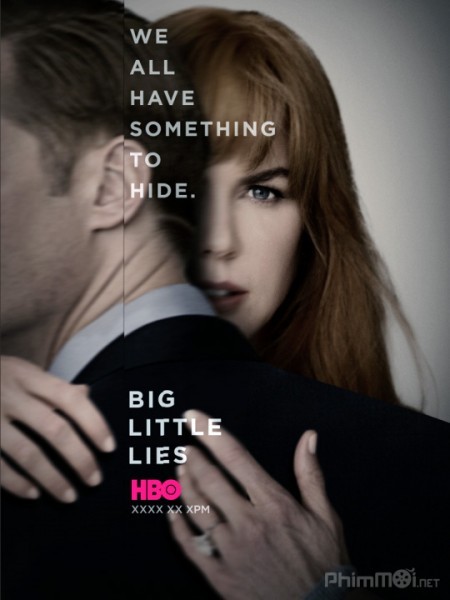 WE
ALL
HAVE
SOMETHING
TO
HIDE.
BIG
LITTLE
LIES
HBO
XXXX XX XPM
PhimMoi.NET